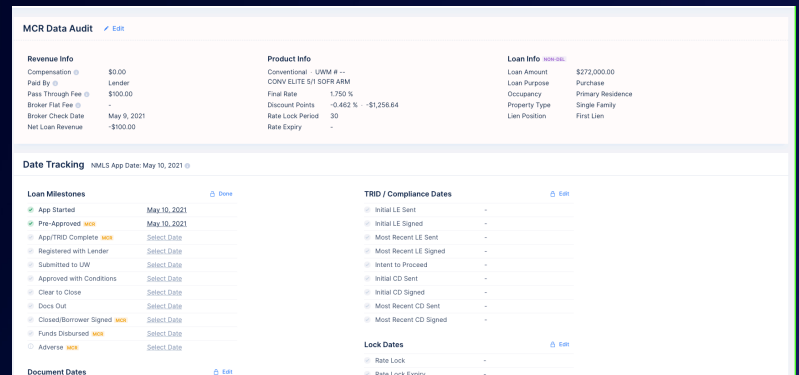 MCR Data Audit Edit
Revenue Info
Compensation $0.00
Paid By Lender
Pass Through Fee $100.00
Broker Flat Fee -
Broker Check Date May 9, 2021
Net Loan Revenue -$100.00
Product Info
Conventional · UWM # --
CONV ELITE 5/1 SOFR ARM
Final Rate 1.750 %
Discount Points -0.462 % · -$1,256.64
Rate Lock Period 30
Rate Expiry -
Loan Info NON-DEL
Loan Amount $272,000.00
Loan Purpose Purchase
Occupancy Primary Residence
Property Type Single Family
Lien Position First Lien
Date Tracking NMLS App Date: May 10, 2021
Loan Milestones Done
App Started May 10, 2021
Pre-Approved MCR May 10, 2021
App/TRID Complete MCR Select Date
Registered with Lender Select Date
Submitted to UW Select Date
Approved with Conditions Select Date
Clear to Close Select Date
Docs Out Select Date
Closed/Borrower Signed MCR Select Date
Funds Disbursed MCR Select Date
Adverse MCR Select Date
Document Dates Edit
TRID / Compliance Dates Edit
Initial LE Sent -
Initial LE Signed -
Most Recent LE Sent -
Most Recent LE Signed -
Intent to Proceed -
Initial CD Sent -
Initial CD Signed -
Most Recent CD Sent -
Most Recent CD Signed -
Lock Dates Edit
Rate Lock -
Rate Lock Expiry -